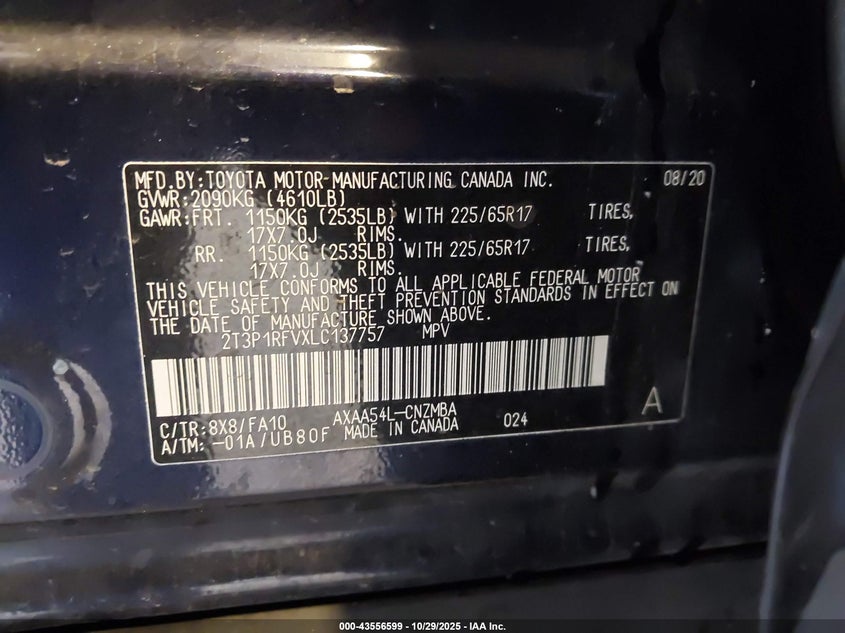 MFD.BY:TOYOTA MOTOR-MANUFACTURING CANADA INC. 08/20
GVWR:2090KG (4610LB)
GAWR:FRT. 1150KG (2535LB) WITH 225/65R17 TIRES,
17X7.0J RIMS.
RR. 1150KG (2535LB) WITH 225/65R17 TIRES,
17X7.0J RIMS.
THIS VEHICLE CONFORMS TO ALL APPLICABLE FEDERAL MOTOR
VEHICLE SAFETY AND THEFT PREVENTION STANDARDS IN EFFECT ON
THE DATE OF MANUFACTURE SHOWN ABOVE.
2T3P1RFVXLC137757 MPV
C/TR:8X8/FA10 AXAA54L-CNZMBA A
A/TM:-01A/UB80F MADE IN CANADA 024
000-43556599 | 10/29/2025 - IAA Inc.